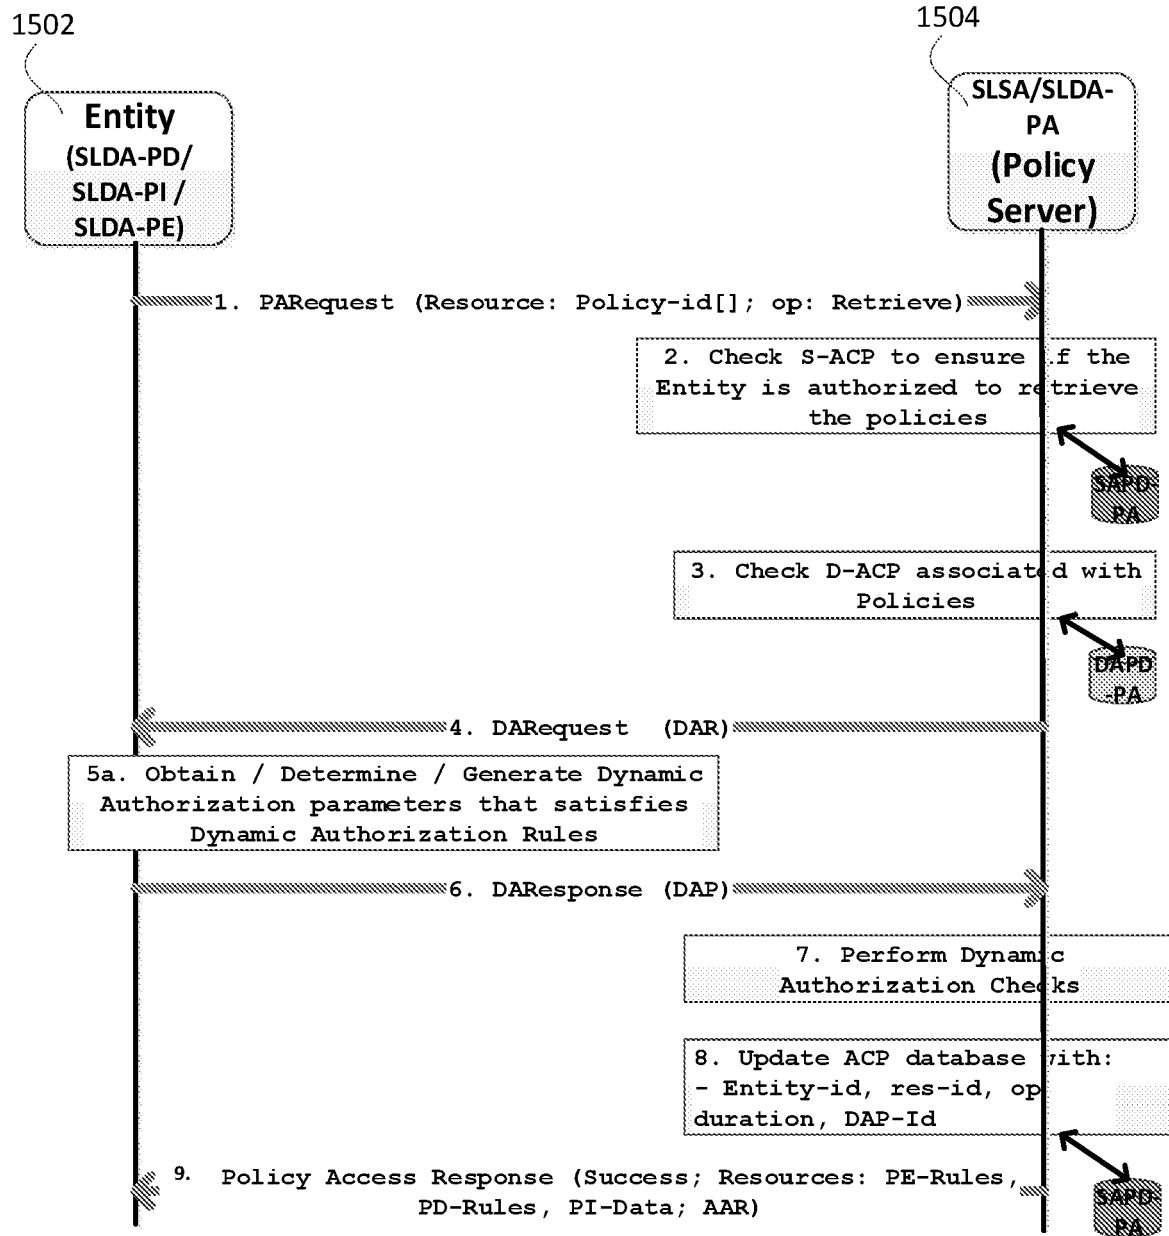 1502
1504
Entity
(SLDA-PD/
SLDA-PI /
SLDA-PE)
SLSA/SLDA-
PA
(Policy
Server)
1. PARequest (Resource: Policy-id[]; op: Retrieve)
2. Check S-ACP to ensure if the
Entity is authorized to retrieve
the policies
SAPD-
PA
3. Check D-ACP associated with
Policies
DAPD
-PA
4. DARequest (DAR)
5a. Obtain / Determine / Generate Dynamic
Authorization parameters that satisfies
Dynamic Authorization Rules
6. DAResponse (DAP)
7. Perform Dynamic
Authorization Checks
8. Update ACP database with:
- Entity-id, res-id, op
duration, DAP-Id
9. Policy Access Response (Success; Resources: PE-Rules,
PD-Rules, PI-Data; AAR)
SAPD-
PA